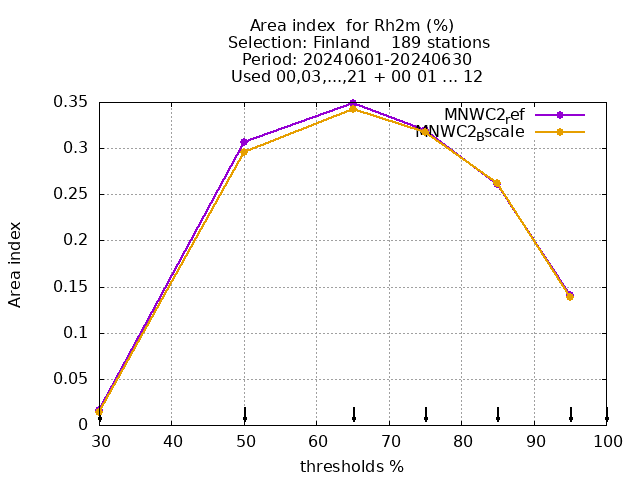 Area index  for Rh2m (%)
Selection: Finland    189 stations
Period: 20240601-20240630
Used 00,03,...,21 + 00 01 ... 12
MNWC2ref
MNWC2Bscale
0.35
0.3
0.25
0.2
0.15
0.1
0.05
0
Area index
30 40 50 60 70 80 90 100
thresholds %